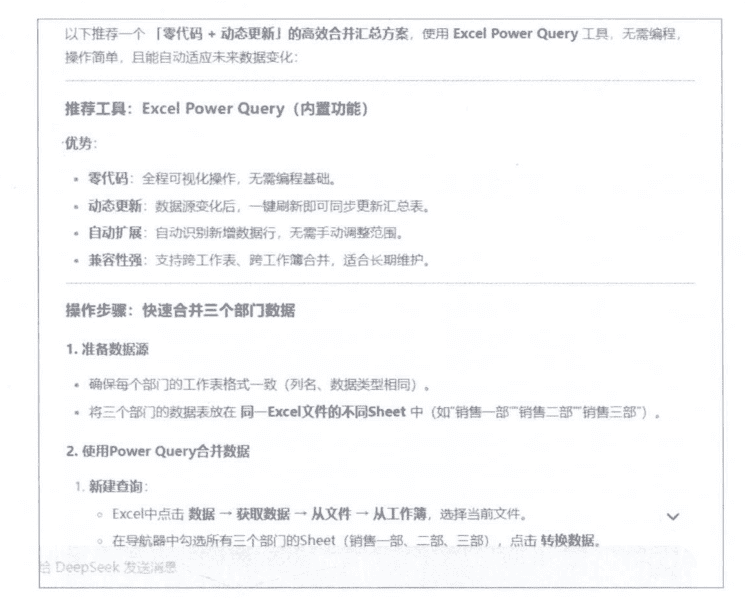 以下推荐一个「零代码 + 动态更新」的高效合并汇总方案，使用 Excel Power Query 工具，无需编程，
操作简单，且能自动适应未来数据变化：
推荐工具：Excel Power Query（内置功能）
优势：
• 零代码：全程可视化操作，无需编程基础。
• 动态更新：数据源变化后，一键刷新即可同步更新汇总表。
• 自动扩展：自动识别新增数据行，无需手动调整范围。
• 兼容性强：支持跨工作表、跨工作簿合并，适合长期维护。
操作步骤：快速合并三个部门数据
1. 准备数据源
• 确保每个部门的工作表格式一致（列名、数据类型相同）。
• 将三个部门的数据表放在 同一Excel文件的不同Sheet 中（如"销售一部""销售二部""销售三部"）。
2. 使用Power Query合并数据
1. 新建查询：
○ Excel中点击 数据 → 获取数据 → 从文件 → 从工作簿，选择当前文件。
○ 在导航器中勾选所有三个部门的Sheet（销售一部、二部、三部），点击 转换数据。
给 DeepSeek 发送消息